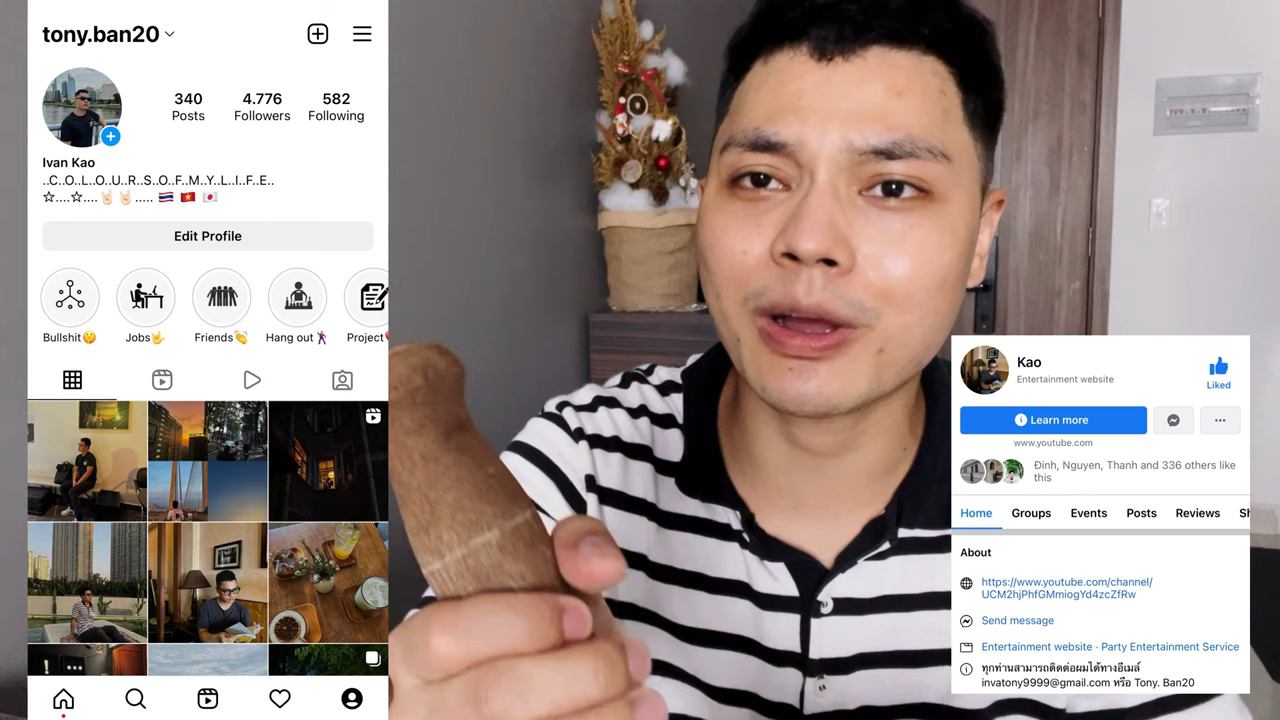 tony.ban20
340
4.776
582
Posts
Followers
Following
Ivan Kao
..C..O..L..O..U..R..S..O..F..M..Y..L..I..F..E..
☆....☆....🤘🏻🤘🏻..... 🇹🇭 🇻🇳 🇯🇵
Edit Profile
Bullshit🤫
Jobs🤟
Friends👏
Hang out🕺
Project
Kao
Entertainment website
Liked
Learn more
www.youtube.com
Đinh, Nguyen, Thanh and 336 others like
this
Home
Groups
Events
Posts
Reviews
Sh
About
https://www.youtube.com/channel/
UCM2hjPhfGMmiogYd4zcZfRw
Send message
Entertainment website · Party Entertainment Service
ทุกท่านสามารถติดต่อผมได้ทางอีเมล์
invatony9999@gmail.com หรือ Tony. Ban20